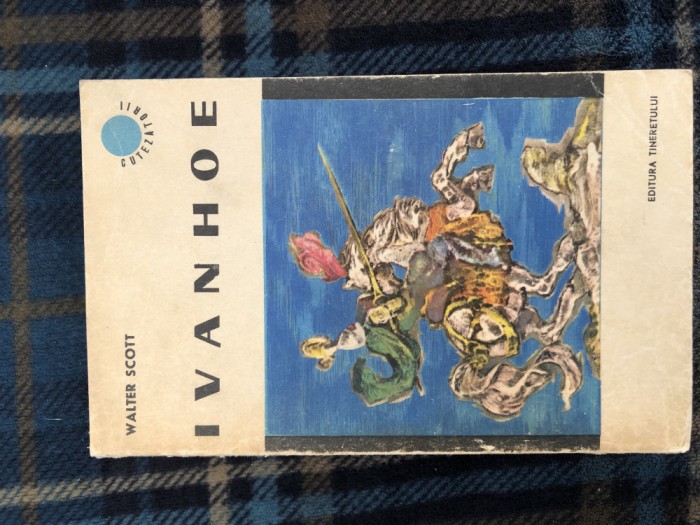 WALTER SCOTT
CUTEZĂTORII
IVANHOE
EDITURA TINERETULUI